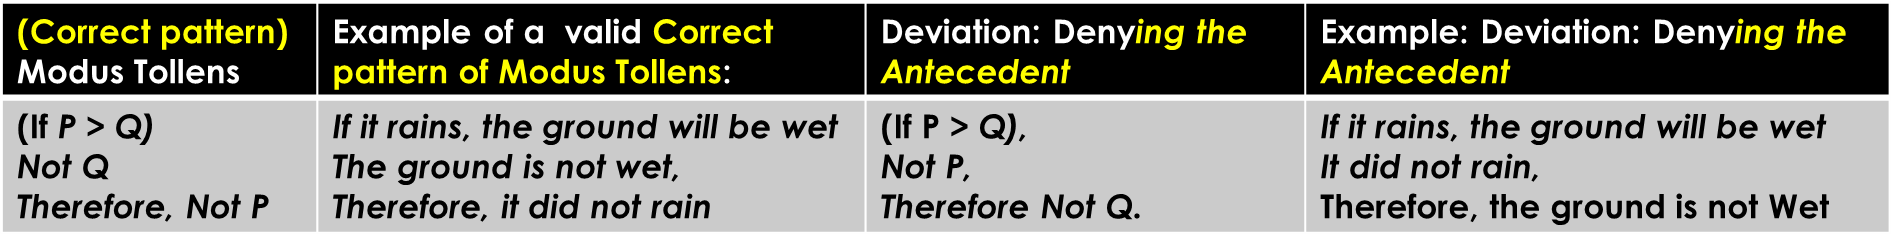 (Correct pattern)
Modus Tollens
Example of a valid Correct
pattern of Modus Tollens:
Deviation: Denying the
Antecedent
Example: Deviation: Denying the
Antecedent
(If P > Q)
Not Q
Therefore, Not P
If it rains, the ground will be wet
The ground is not wet,
Therefore, it did not rain
(If P > Q),
Not P,
Therefore Not Q.
If it rains, the ground will be wet
It did not rain,
Therefore, the ground is not Wet